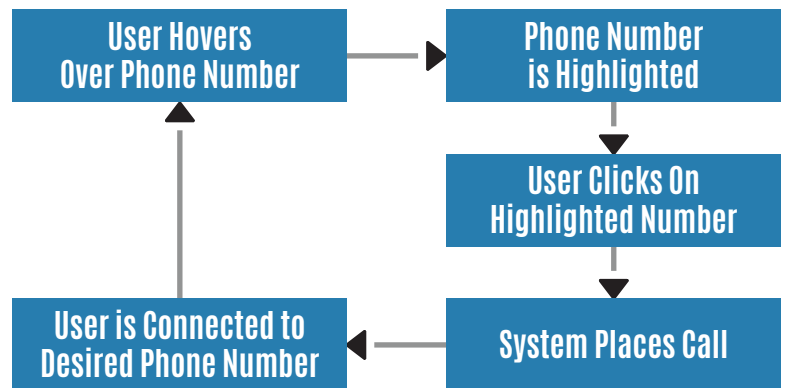 User Hovers
Over Phone Number
Phone Number
is Highlighted
User Clicks On
Highlighted Number
System Places Call
User is Connected to
Desired Phone Number